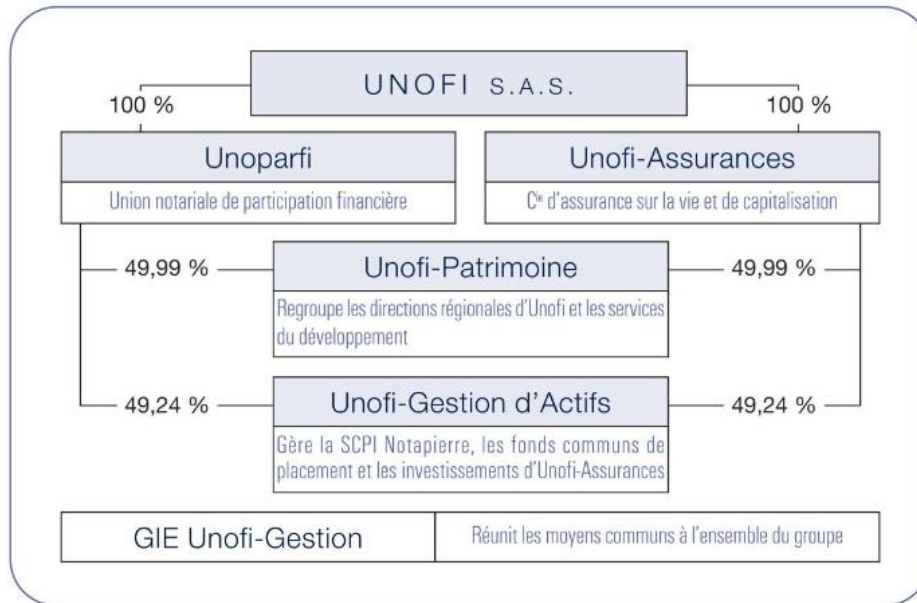 UNOFI S.A.S.
100 %
100 %
Unoparfi
Union notariale de participation financière
Unofi-Assurances
Cie d'assurance sur la vie et de capitalisation
49,99 %
Unofi-Patrimoine
49,99 %
Regroupe les directions régionales d'Unofi et les services
du développement
49,24 %
Unofi-Gestion d'Actifs
49,24 %
Gère la SCPI Notapierre, les fonds communs de
placement et les investissements d'Unofi-Assurances
GIE Unofi-Gestion
Réunit les moyens communs à l'ensemble du groupe